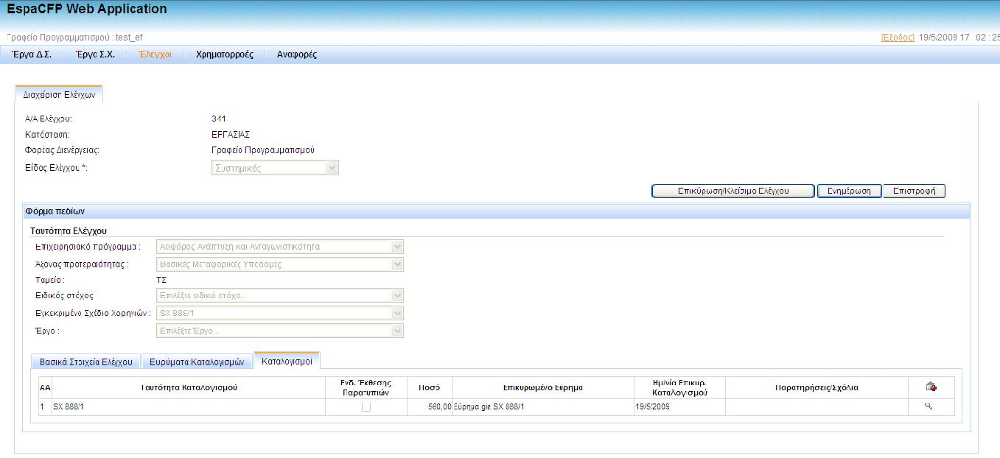 EspaCFP Web Application
Γραφείο Προγραμματισμού : test_ef [Έξοδος] 19/5/2009 17 02 : 25
Έργα Δ.Σ. Έργα Σ.Χ. Έλεγχοι Χρηματορροές Αναφορές
Διαχείριση Ελέγχων
Α/Α Ελέγχου: 341
Κατάσταση: ΕΡΓΑΣΙΑΣ
Φορέας Διενέργειας: Γραφείο Προγραμματισμού
Είδος Ελέγχου *: Συστημικός
Επικύρωση/Κλείσιμο Ελέγχου Ενημέρωση Επιστροφή
Φόρμα πεδίων
Ταυτότητα Ελέγχου
Επιχειρησιακό πρόγραμμα : Αειφόρος Ανάπτυξη και Ανταγωνιστικότητα
Άξονας προτεραιότητας : Βασικές Μεταφορικές Υποδομές
Ταμείο : ΤΣ
Ειδικός στόχος Επιλέξτε ειδικό στόχο...
Εγκεκριμένο Σχέδιο Χορηγιών : SX 888/1
Έργο : Επιλέξτε Έργο...
Βασικά Στοιχεία Ελέγχου Ευρύματα Καταλογισμών Καταλογισμοί
ΑΑ Ταυτότητα Καταλογισμού Ενδ. Έκθεσης Παρατυπιών Ποσό Επικυρωμένο Εύρημα Ημ/νία Επικυρ. Καταλογισμού Παρατηρήσεις/Σχόλια
1 SX 888/1 560,00 Εύρημα gia SX 888/1 19/5/2009